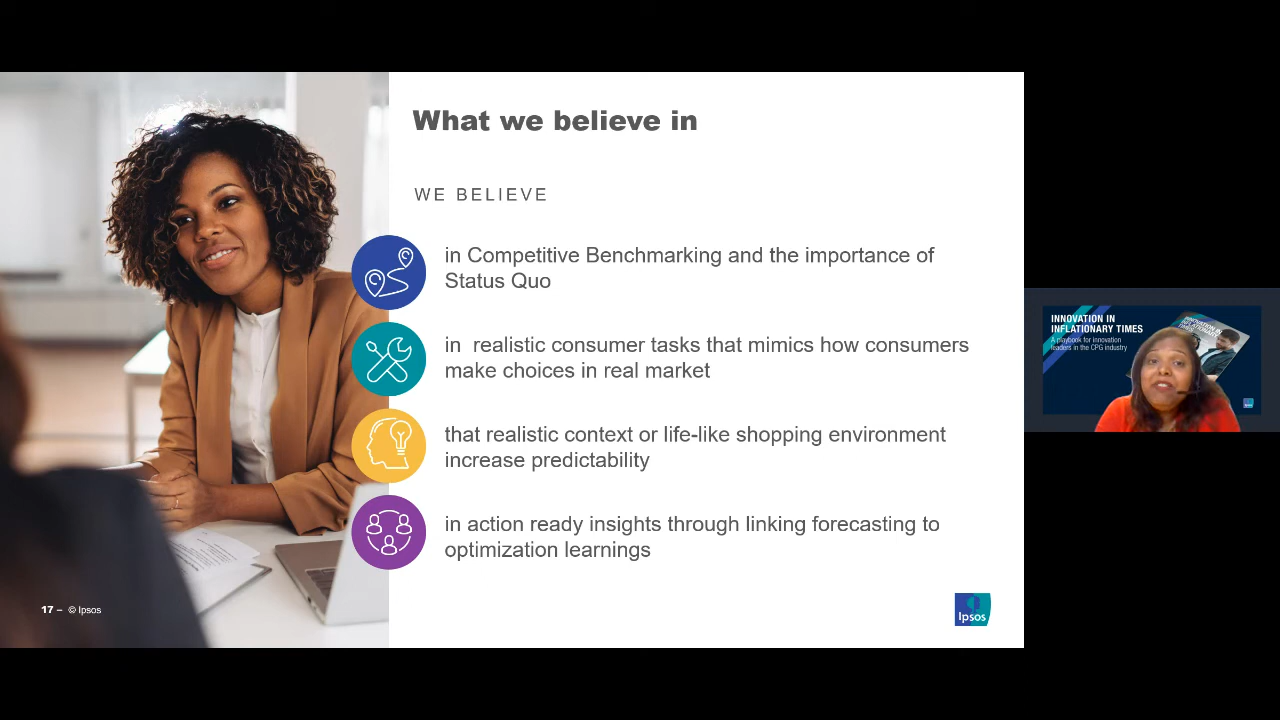 What we believe in
WE BELIEVE
in Competitive Benchmarking and the importance of
Status Quo
in  realistic consumer tasks that mimics how consumers
make choices in real market
that realistic context or life-like shopping environment
increase predictability
in action ready insights through linking forecasting to
optimization learnings
17 – © Ipsos
Ipsos
INNOVATION IN
INFLATIONARY TIMES
A playbook for innovation
leaders in the CPG industry
INNOVATION IN